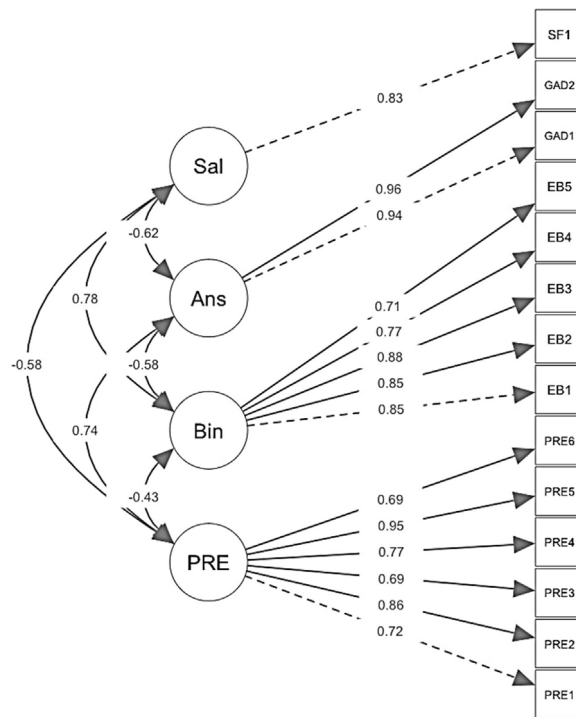 SF1
GAD2
0.83
GAD1
Sal
EB5
0.96
0.94
-0.62
EB4
Ans
0.78
EB3
0.71
0.77
EB2
-0.58
-0.58
0.88
0.85
EB1
0.85
Bin
0.74
PRE6
-0.43
PRE5
0.69
0.95
PRE4
PRE
0.77
0.69
PRE3
0.86
0.72
PRE2
PRE1